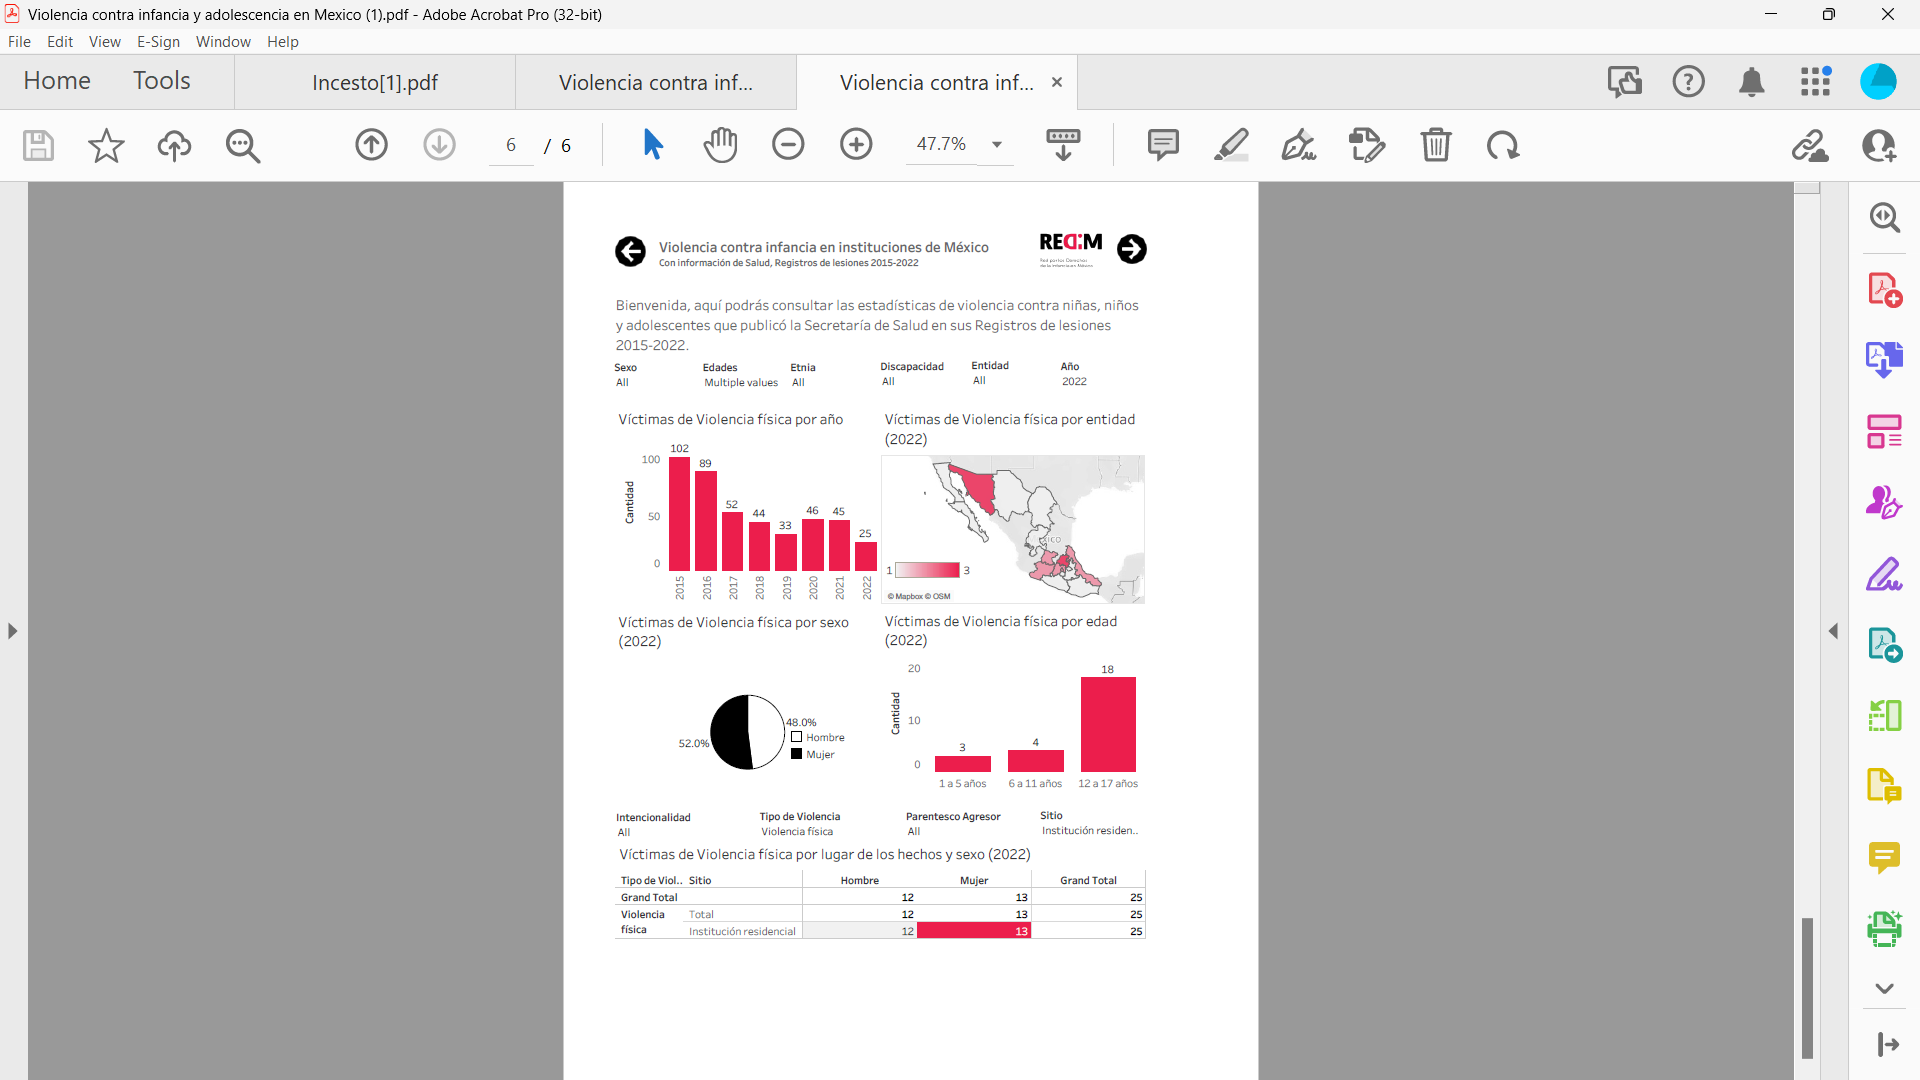 Violencia contra infancia y adolescencia en Mexico (1).pdf - Adobe Acrobat Pro (32-bit)
File Edit View E-Sign Window Help
Home Tools Incesto[1].pdf Violencia contra inf... Violencia contra inf...
6 / 6 47.7%
Violencia contra infancia en instituciones de México
Con información de Salud, Registros de lesiones 2015-2022
REDIM
Red por los Derechos
de la Infancia en México
Bienvenida, aquí podrás consultar las estadísticas de violencia contra niñas, niños
y adolescentes que publicó la Secretaría de Salud en sus Registros de lesiones
2015-2022.
Sexo Edades Etnia Discapacidad Entidad Año
All Multiple values All All All 2022
Víctimas de Violencia física por año
Cantidad
100
50
0
102 89 52 44 33 46 45 25
2015 2016 2017 2018 2019 2020 2021 2022
Víctimas de Violencia física por entidad
(2022)
XICO
1 3
© Mapbox © OSM
Víctimas de Violencia física por sexo
(2022)
48.0%
52.0%
Hombre
Mujer
Víctimas de Violencia física por edad
(2022)
Cantidad
20
10
0
3 4 18
1 a 5 años 6 a 11 años 12 a 17 años
Intencionalidad Tipo de Violencia Parentesco Agresor Sitio
All Violencia física All Institución residen..
Víctimas de Violencia física por lugar de los hechos y sexo (2022)
Tipo de Viol.. Sitio Hombre Mujer Grand Total
Grand Total 12 13 25
Violencia Total 12 13 25
física Institución residencial 12 13 25